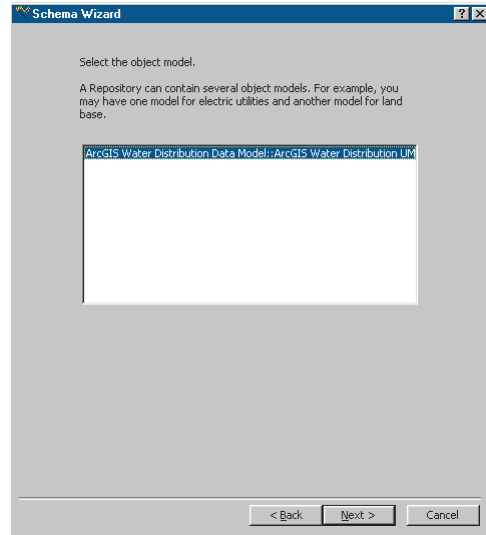 Schema Wizard
Select the object model.
A Repository can contain several object models. For example, you
may have one model for electric utilities and another model for land
base.
ArcGIS Water Distribution Data Model::ArcGIS Water Distribution UM
< Back
Next >
Cancel